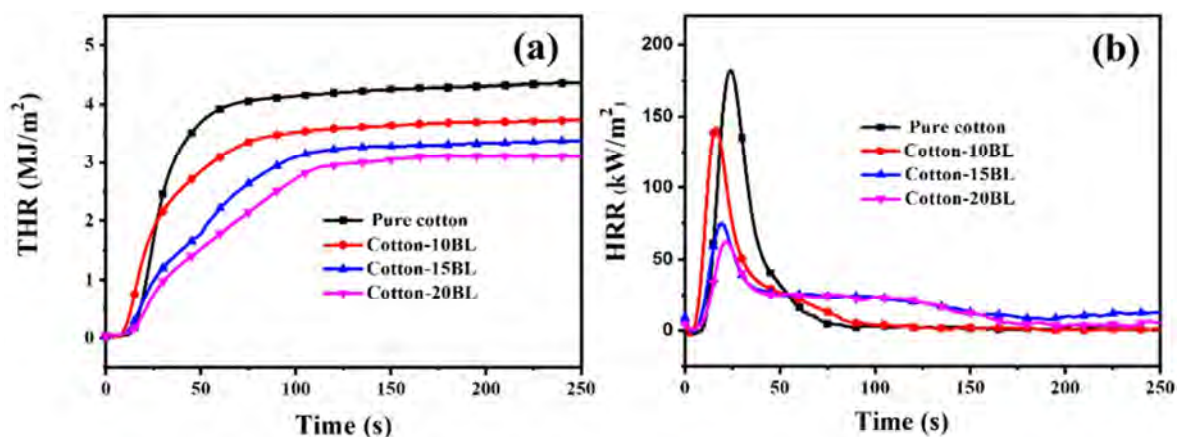 (a)
THR (MJ/m²)
5
4
3
2
1
0
Pure cotton
Cotton-10BL
Cotton-15BL
Cotton-20BL
0 50 100 150 200 250
Time (s)
(b)
HRR (kW/m²)
200
150
100
50
0
Pure cotton
Cotton-10BL
Cotton-15BL
Cotton-20BL
0 50 100 150 200 250
Time (s)